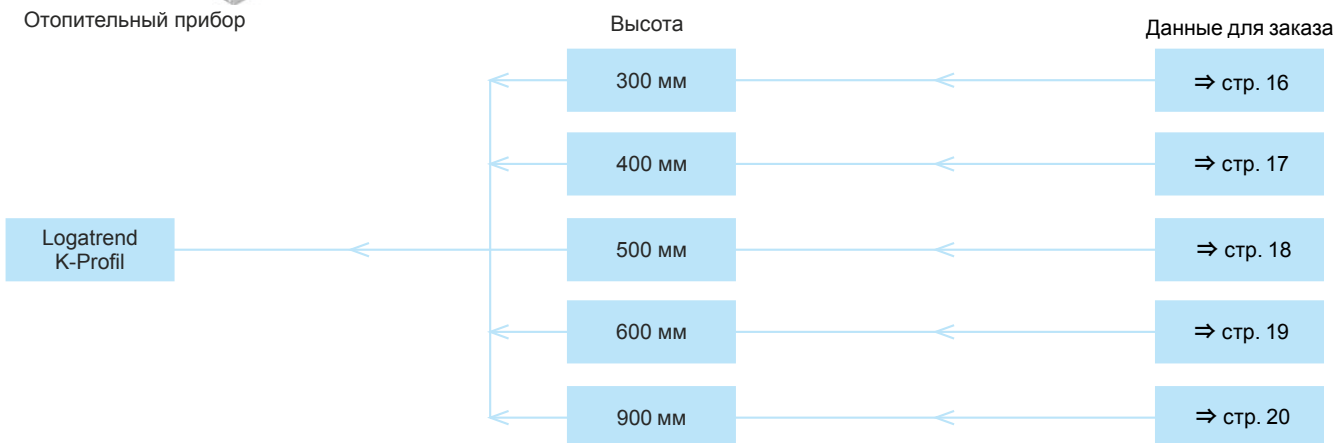 Отопительный прибор
Высота
Данные для заказа
300 мм
⇒ стр. 16
400 мм
⇒ стр. 17
Logatrend
K-Profil
500 мм
⇒ стр. 18
600 мм
⇒ стр. 19
900 мм
⇒ стр. 20